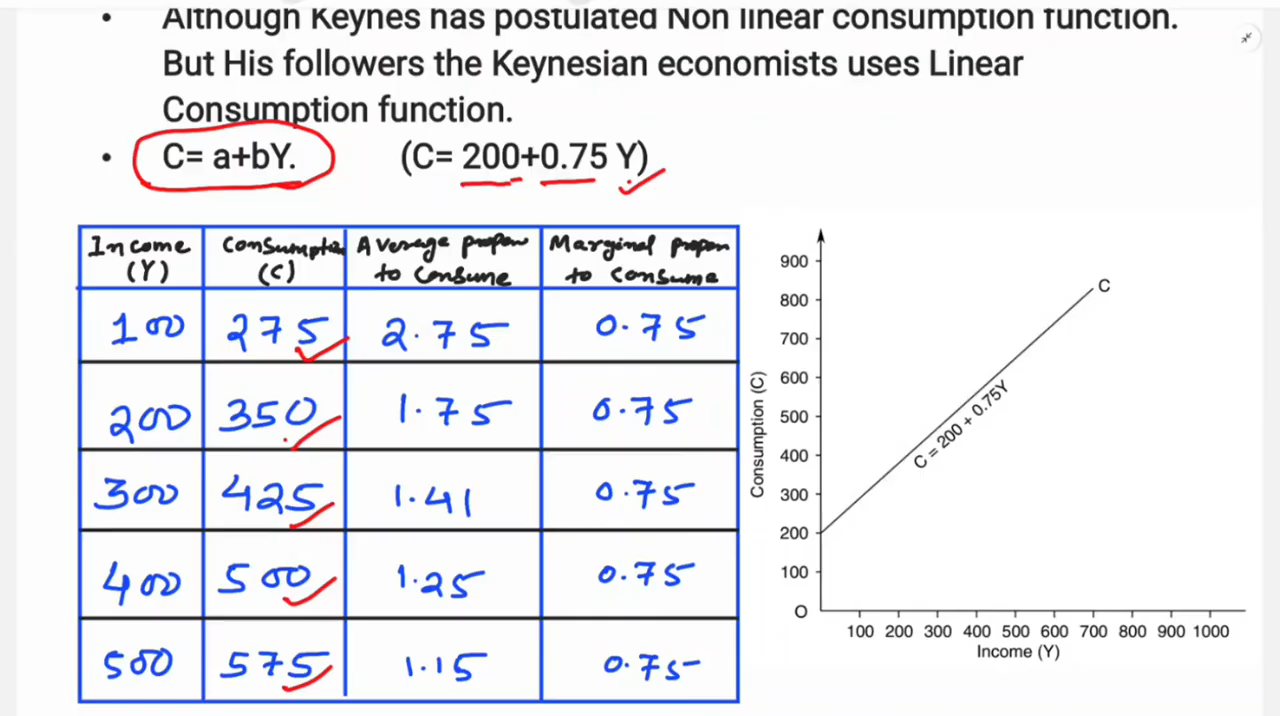 Although Keynes has postulated Non linear consumption function.
But His followers the Keynesian economists uses Linear
Consumption function.
C= a+bY. (C= 200+0.75 Y)
Income (Y) Consumptio (C) Average propon to consume Marginal propon to consume
100 275 2.75 0.75
200 350 1.75 0.75
300 425 1.41 0.75
400 500 1.25 0.75
500 575 1.15 0.75
Consumption (C)
900
800
700
600
500
400
300
200
100
O
C
C = 200 + 0.75Y
100 200 300 400 500 600 700 800 900 1000
Income (Y)